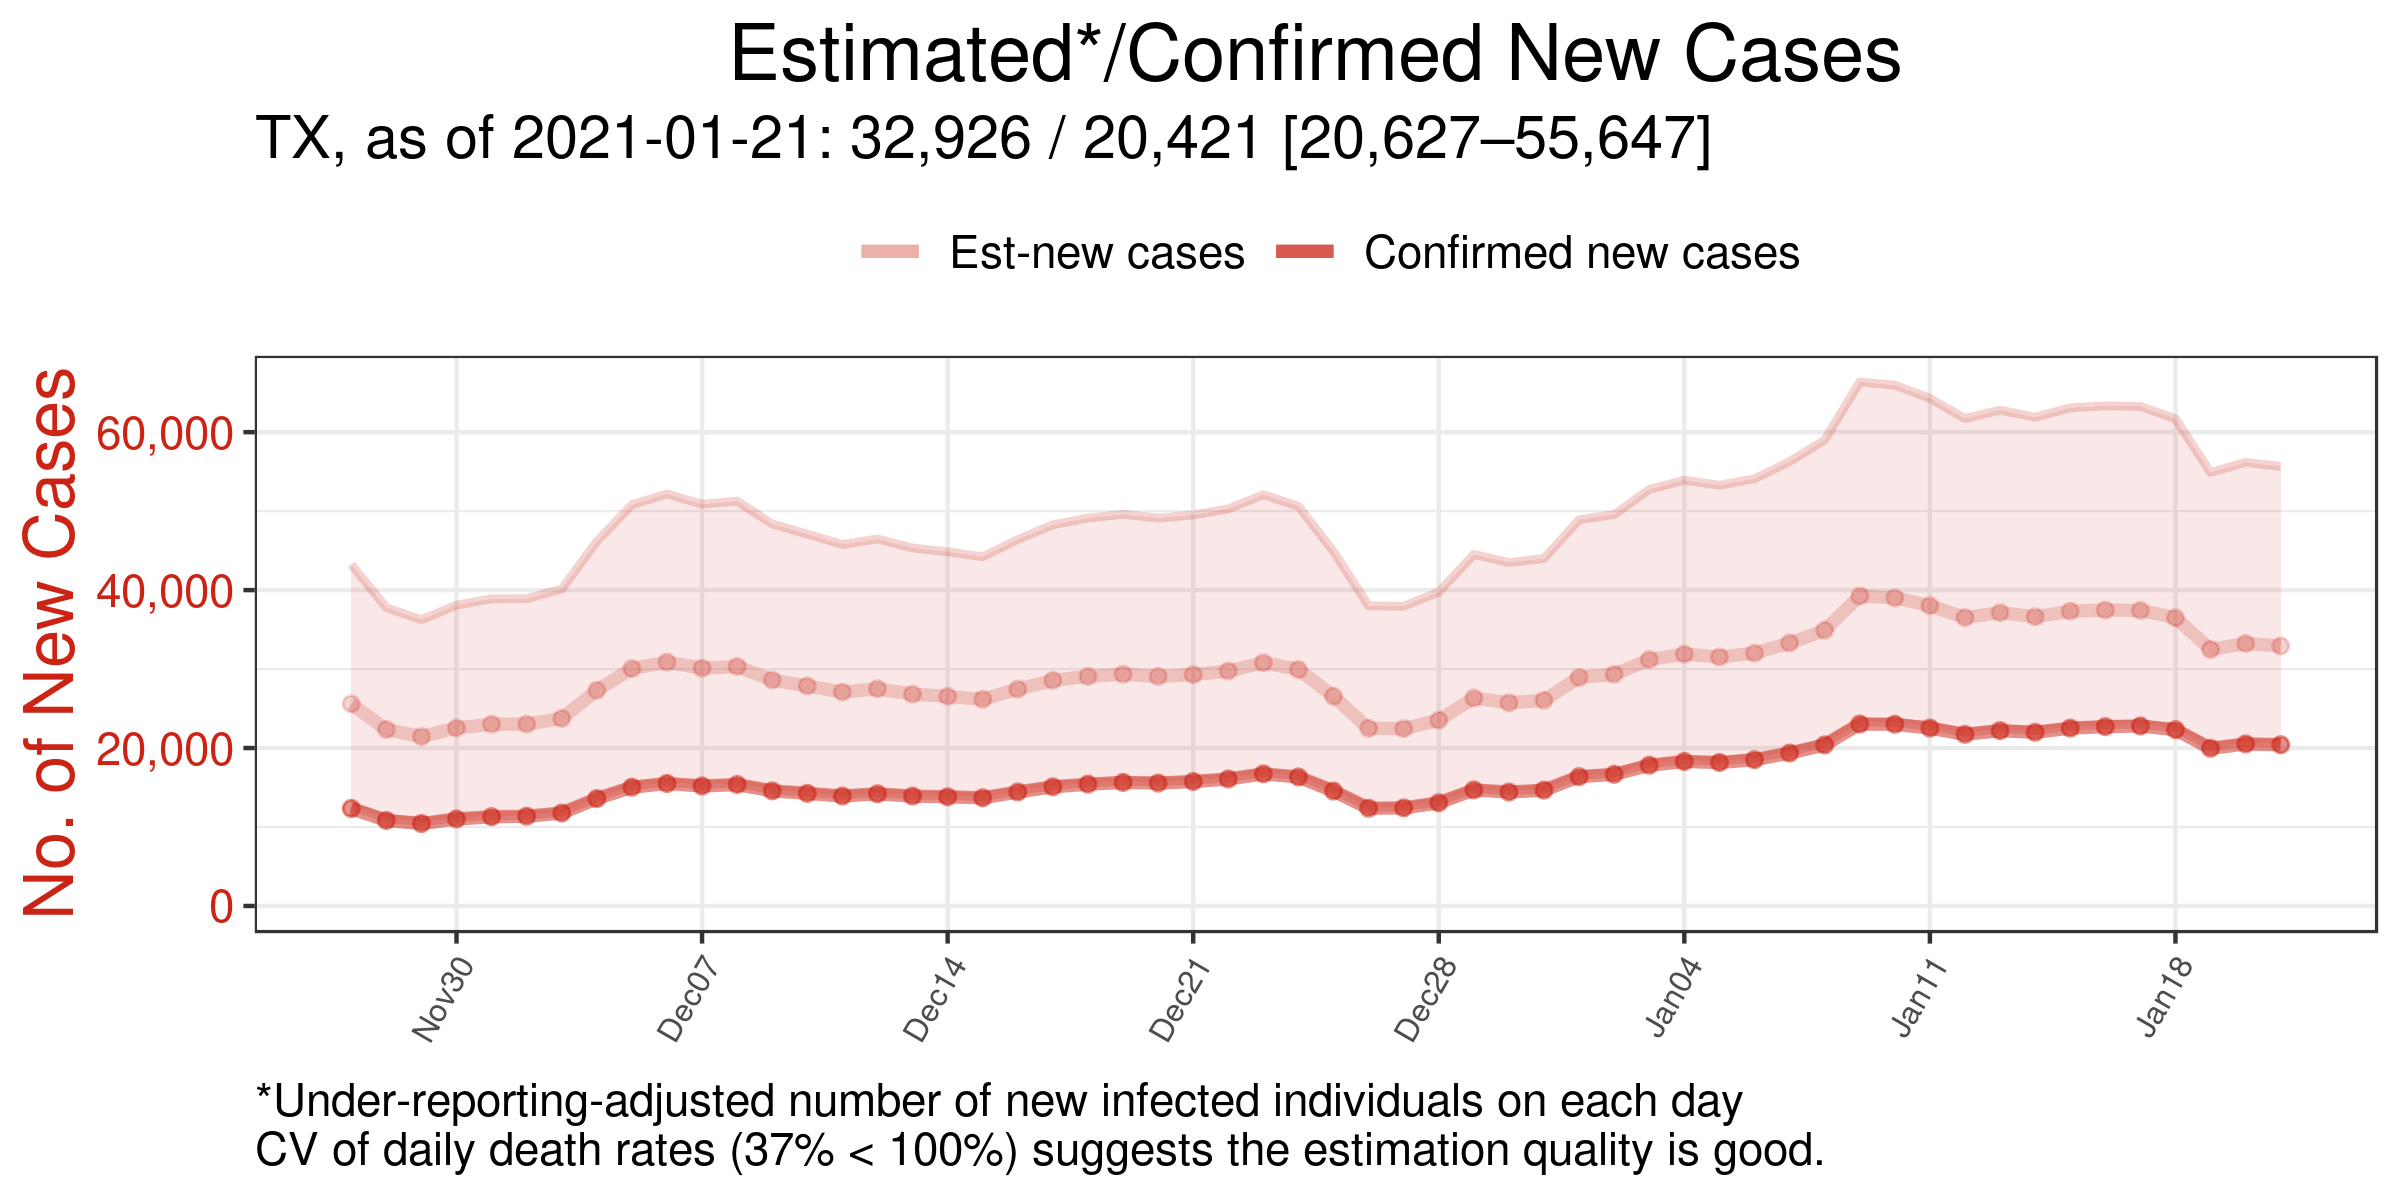 Estimated*/Confirmed New Cases
TX, as of 2021-01-21: 32,926 / 20,421 [20,627–55,647]
Est-new cases
Confirmed new cases
No. of New Cases
60,000
40,000
20,000
0
Nov30
Dec07
Dec14
Dec21
Dec28
Jan04
Jan11
Jan18
*Under-reporting-adjusted number of new infected individuals on each day
CV of daily death rates (37% < 100%) suggests the estimation quality is good.